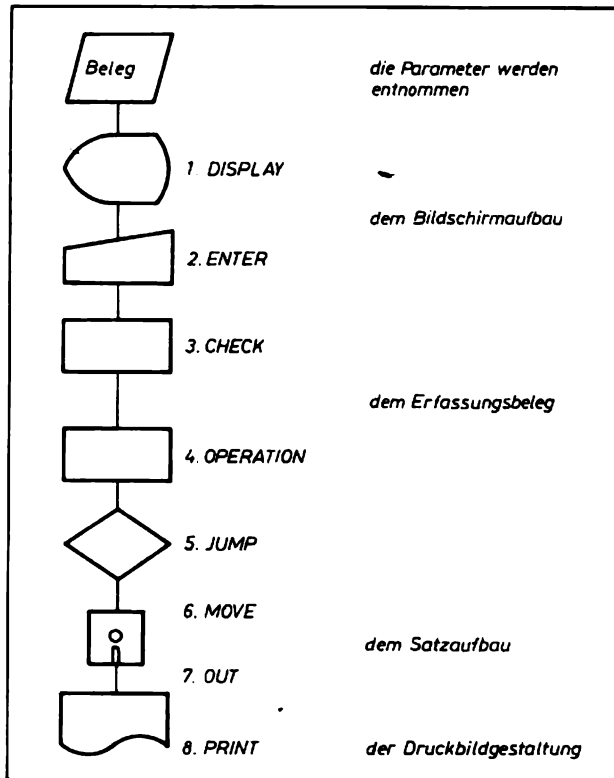 Beleg
die Parameter werden
entnommen
1. DISPLAY
dem Bildschirmaufbau
2. ENTER
3. CHECK
dem Erfassungsbeleg
4. OPERATION
5. JUMP
6. MOVE
dem Satzaufbau
7. OUT
8. PRINT
der Druckbildgestaltung